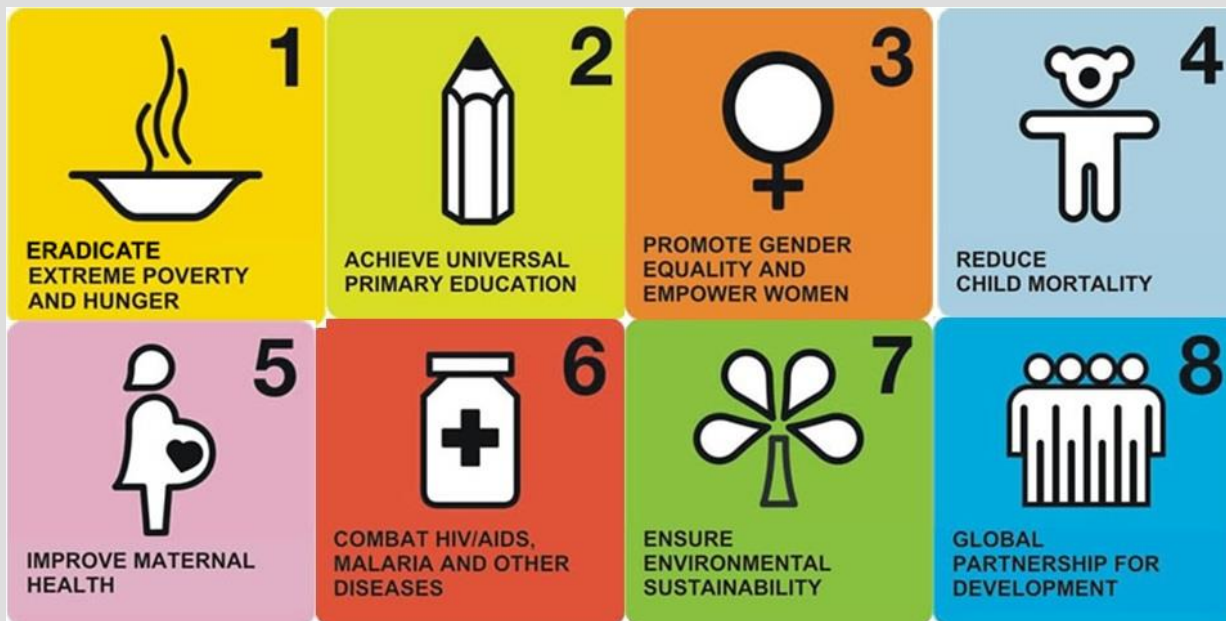 1
ERADICATE
EXTREME POVERTY
AND HUNGER
2
ACHIEVE UNIVERSAL
PRIMARY EDUCATION
3
PROMOTE GENDER
EQUALITY AND
EMPOWER WOMEN
4
REDUCE
CHILD MORTALITY
5
IMPROVE MATERNAL
HEALTH
6
COMBAT HIV/AIDS,
MALARIA AND OTHER
DISEASES
7
ENSURE
ENVIRONMENTAL
SUSTAINABILITY
8
GLOBAL
PARTNERSHIP FOR
DEVELOPMENT